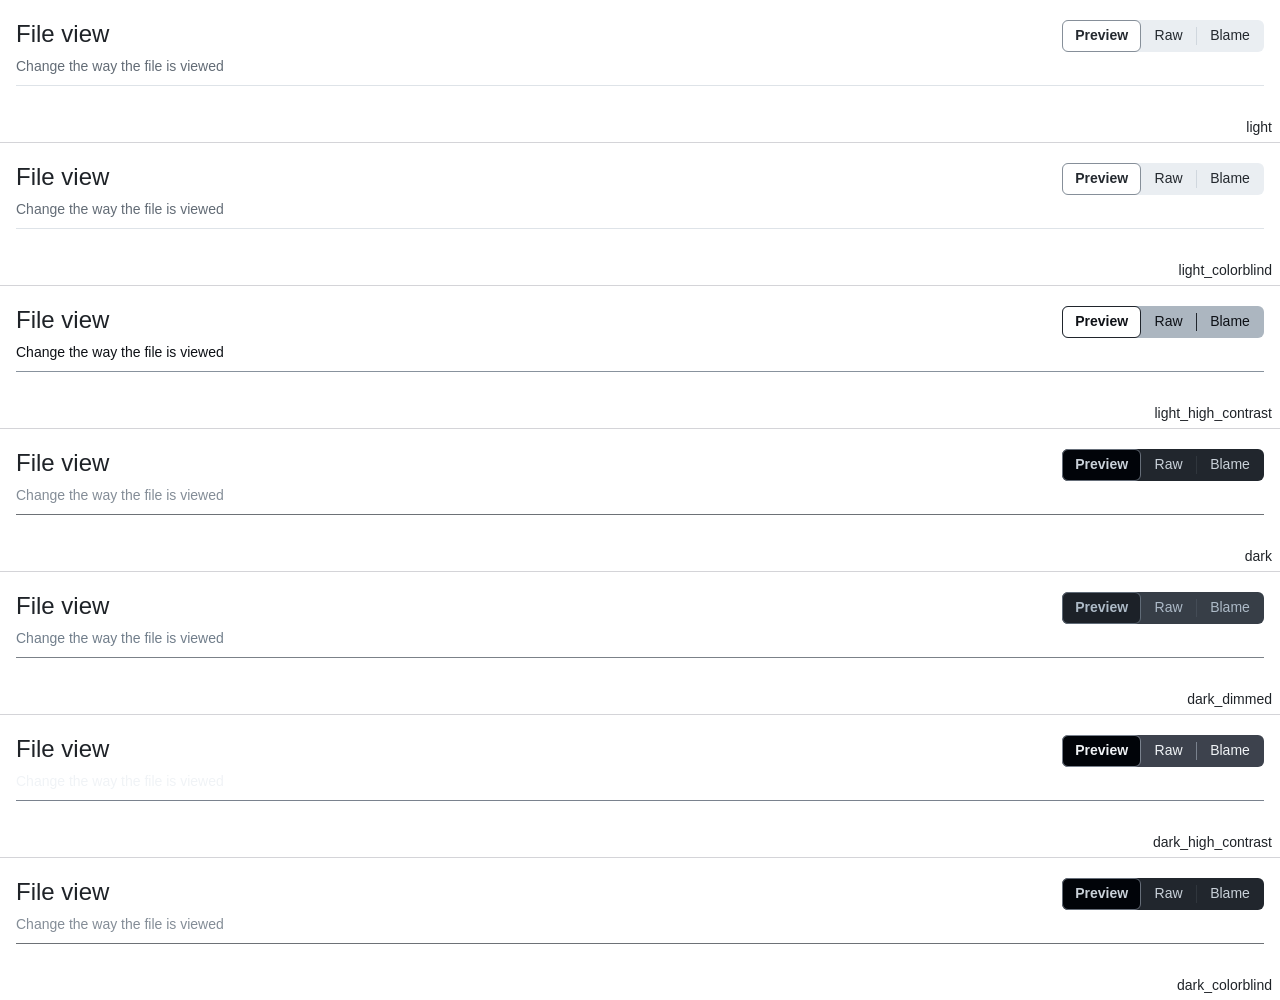 File view
Preview Raw Blame
Change the way the file is viewed
light
File view
Preview Raw Blame
Change the way the file is viewed
light_colorblind
File view
Preview Raw Blame
Change the way the file is viewed
light_high_contrast
File view
Preview Raw Blame
Change the way the file is viewed
dark
File view
Preview Raw Blame
Change the way the file is viewed
dark_dimmed
File view
Preview Raw Blame
Change the way the file is viewed
dark_high_contrast
File view
Preview Raw Blame
Change the way the file is viewed
dark_colorblind